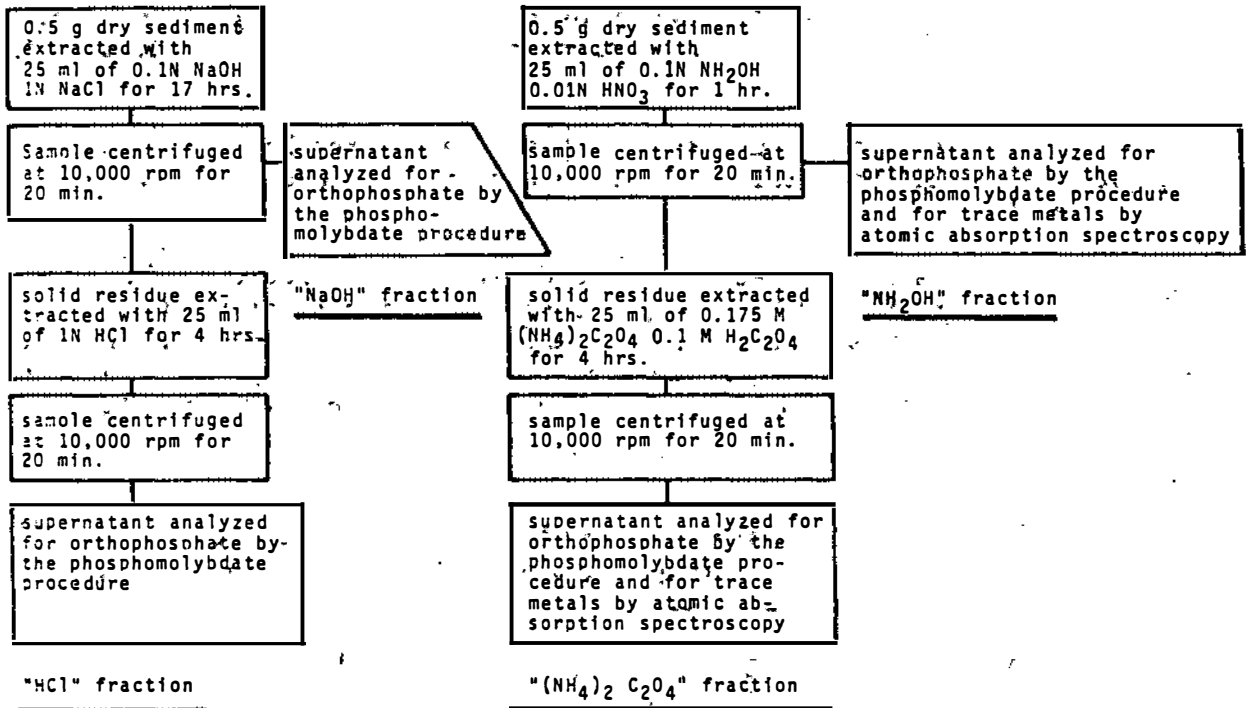 0.5 g dry sediment
extracted with
25 ml of 0.1N NaOH
1N NaCl for 17 hrs.
Sample centrifuged
at 10,000 rpm for
20 min.
supernatant
analyzed for
orthophosphate by
the phospho-
molybdate procedure
solid residue ex-
tracted with 25 ml
of 1N HCl for 4 hrs.
"NaOH" fraction
sample centrifuged
at 10,000 rpm for
20 min.
supernatant analyzed
for orthophosphate by
the phosphomolybdate
procedure
"HCl" fraction
0.5 g dry sediment
extracted with
25 ml of 0.1N NH₂OH
0.01N HNO₃ for 1 hr.
sample centrifuged at
10,000 rpm for 20 min.
supernatant analyzed for
orthophosphate by the
phosphomolybdate procedure
and for trace metals by
atomic absorption spectroscopy
"NH₂OH" fraction
solid residue extracted
with 25 ml of 0.175 M
(NH₄)₂C₂O₄ 0.1 M H₂C₂O₄
for 4 hrs.
sample centrifuged at
10,000 rpm for 20 min.
supernatant analyzed for
orthophosphate by the
phosphomolybdate pro-
cedure and for trace
metals by atomic ab-
sorption spectroscopy
"(NH₄)₂ C₂O₄" fraction